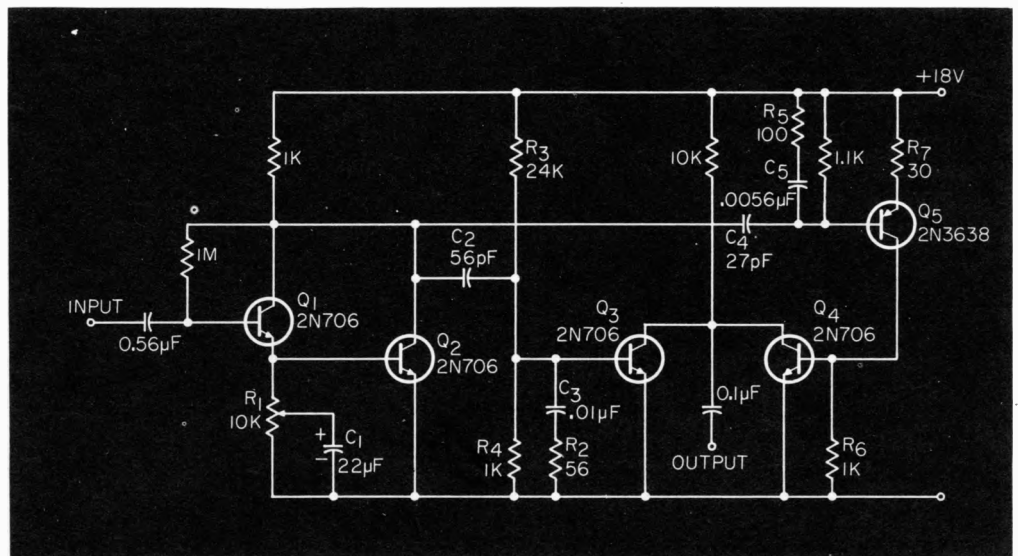 +18V
1K
R3
24K
10K
R5
100
C5
.0056µF
1.1K
R7
30
Q5
2N3638
C4
27pF
1M
C2
56pF
INPUT
0.56µF
Q1
2N706
Q2
2N706
Q3
2N706
Q4
2N706
R1
10K
+
−
C1
22µF
R4
1K
C3
.01µF
R2
56
0.1µF
OUTPUT
R6
1K